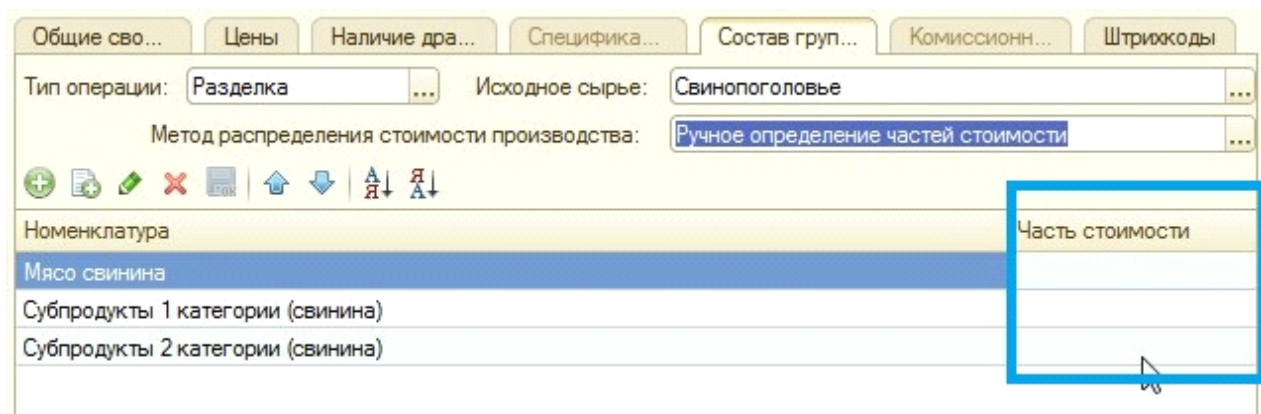 Общие сво... Цены Наличие дра... Специфика... Состав груп... Комиссионн... Штрихкоды
Тип операции: Разделка ... Исходное сырье: Свинопоголовье ...
Метод распределения стоимости производства: Ручное определение частей стоимости ...
Номенклатура Часть стоимости
Мясо свинина
Субпродукты 1 категории (свинина)
Субпродукты 2 категории (свинина)